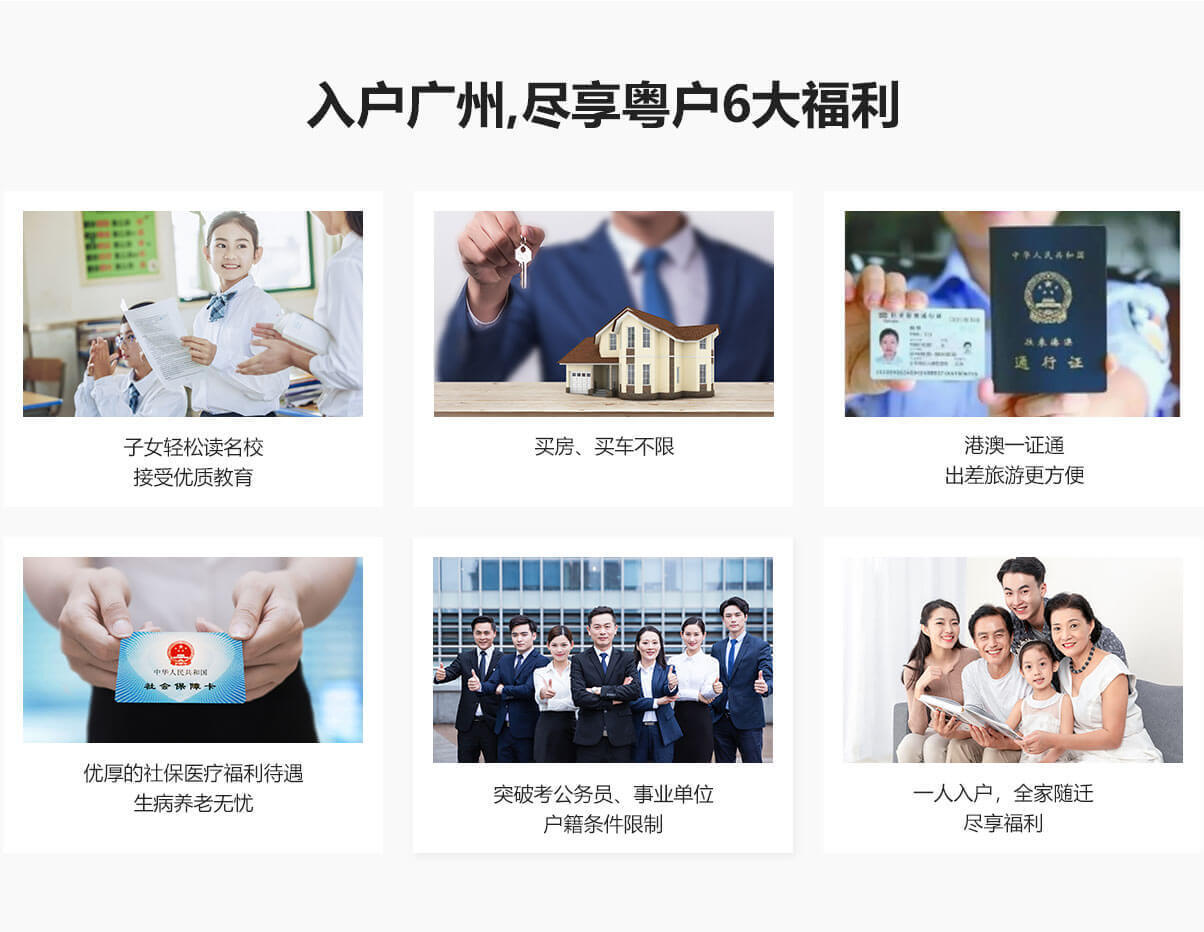 入户广州,尽享粤户6大福利
中华人民共和国
往来港澳
通行证
子女轻松读名校
接受优质教育
买房、买车不限
港澳一证通
出差旅游更方便
中华人民共和国
社会保障卡
优厚的社保医疗福利待遇
生病养老无忧
突破考公务员、事业单位
户籍条件限制
一人入户，全家随迁
尽享福利